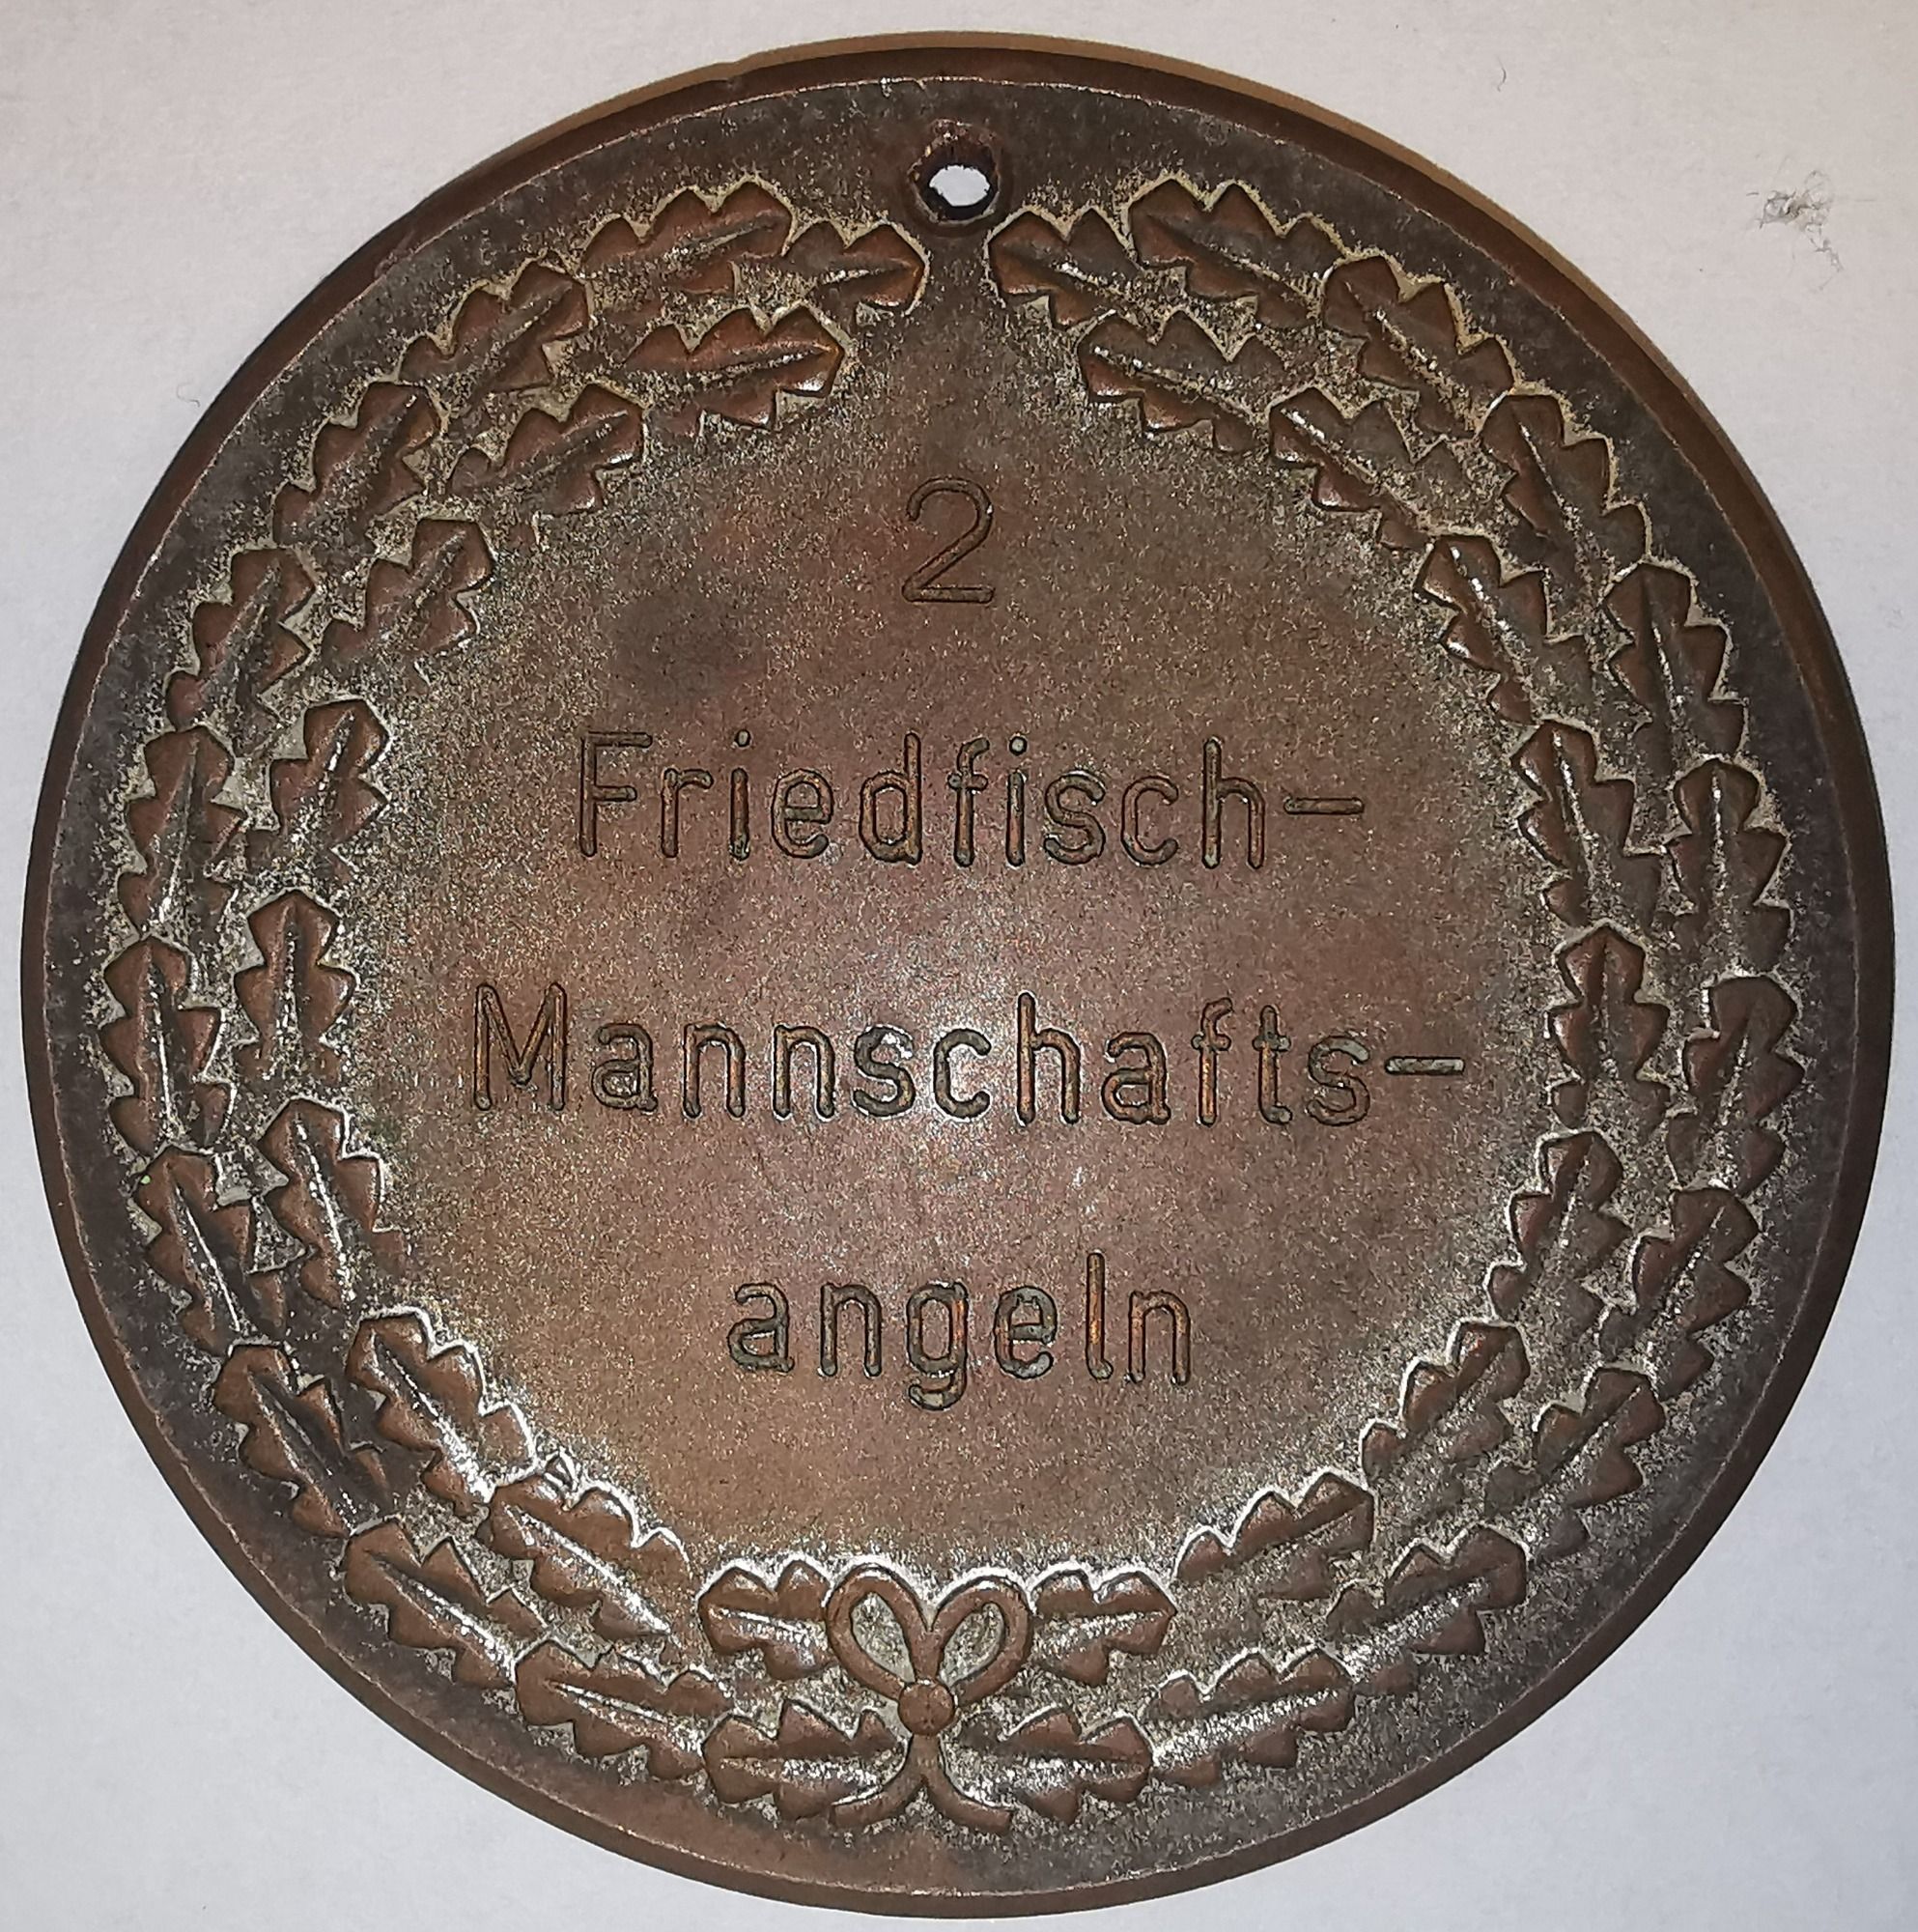 2
Friedfisch-
Mannschafts-
angeln